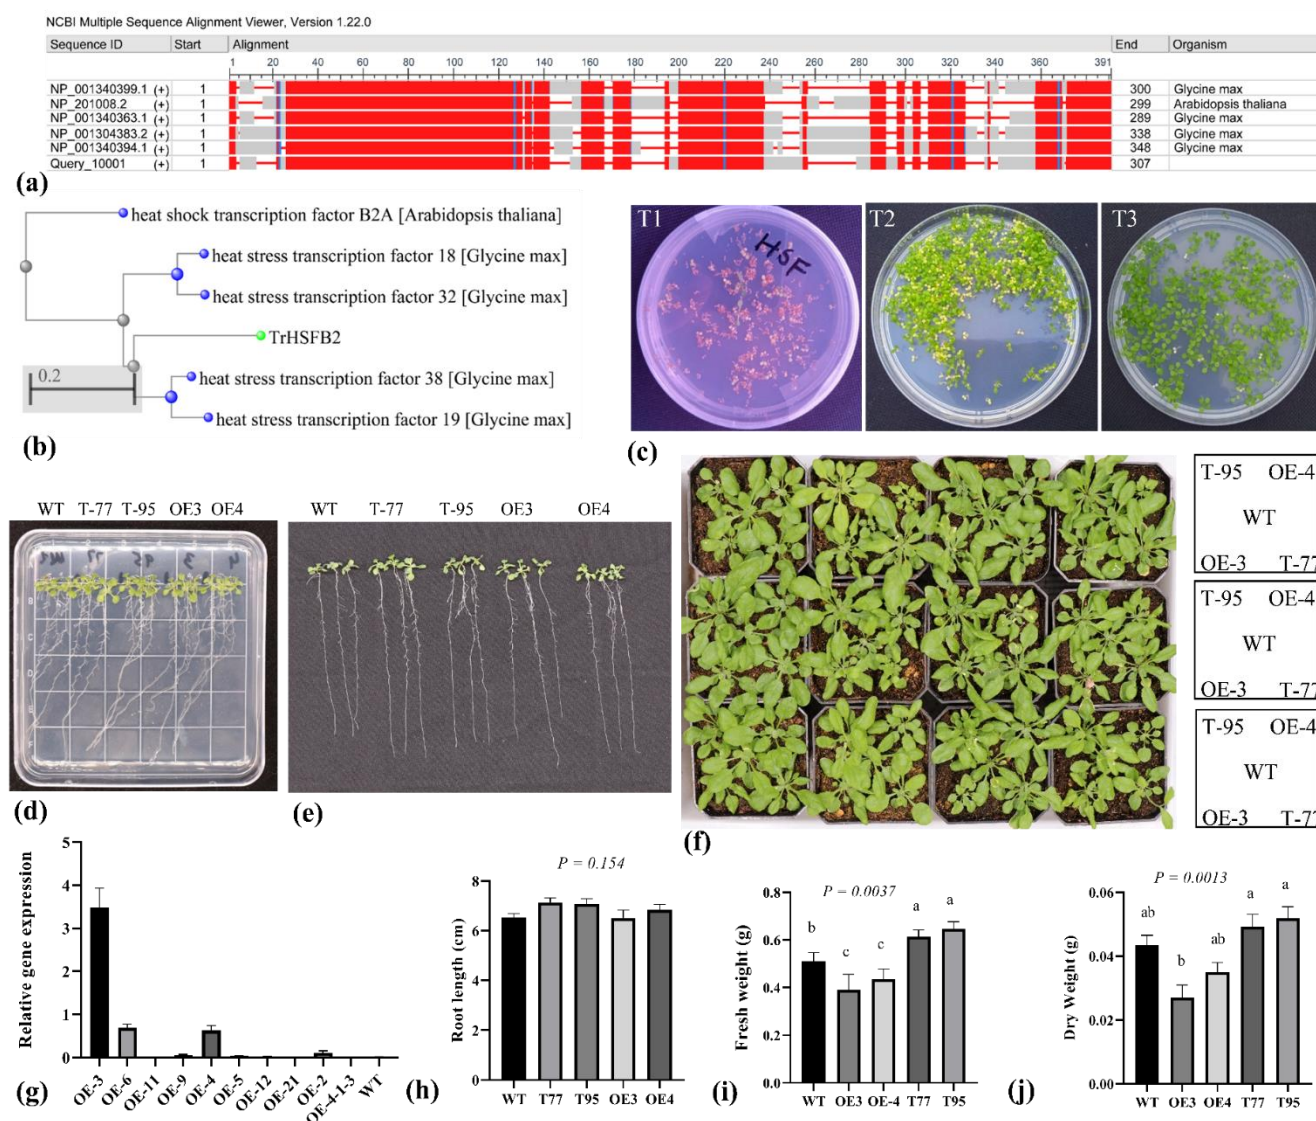 NCBI Multiple Sequence Alignment Viewer, Version 1.22.0
Sequence ID Start Alignment End Organism
1 20 40 60 80 100 120 140 160 180 200 220 240 260 280 300 320 340 360 391
NP_001340399.1 (+) 1 300 Glycine max
NP_201008.2 (+) 1 299 Arabidopsis thaliana
NP_001340363.1 (+) 1 289 Glycine max
NP_001304383.2 (+) 1 338 Glycine max
NP_001340394.1 (+) 1 348 Glycine max
Query_10001 (+) 1 307
(a)
heat shock transcription factor B2A [Arabidopsis thaliana]
heat stress transcription factor 18 [Glycine max]
heat stress transcription factor 32 [Glycine max]
TrHSFB2
0.2
heat stress transcription factor 38 [Glycine max]
heat stress transcription factor 19 [Glycine max]
(b)
T1 T2 T3
HSF
(c)
WT T-77 T-95 OE3 OE4
(d)
WT T-77 T-95 OE3 OE4
(e)
T-95 OE-4
WT
OE-3 T-77
T-95 OE-4
WT
OE-3 T-77
T-95 OE-4
WT
OE-3 T-77
(f)
Relative gene expression
5
4
3
2
1
0
OE-3 OE-6 OE-11 OE-9 OE-4 OE-5 OE-12 OE-21 OE-2 OE-4-1-3 WT
(g)
P = 0.154
Root length (cm)
8
6
4
2
0
WT T77 T95 OE3 OE4
(h)
P = 0.0037
Fresh weight (g)
0.8
0.6
0.4
0.2
0.0
b c c a a
WT OE3 OE-4 T77 T95
(i)
P = 0.0013
Dry Weight (g)
0.06
0.04
0.02
0.00
ab b ab a a
WT OE3 OE4 T77 T95
(j)